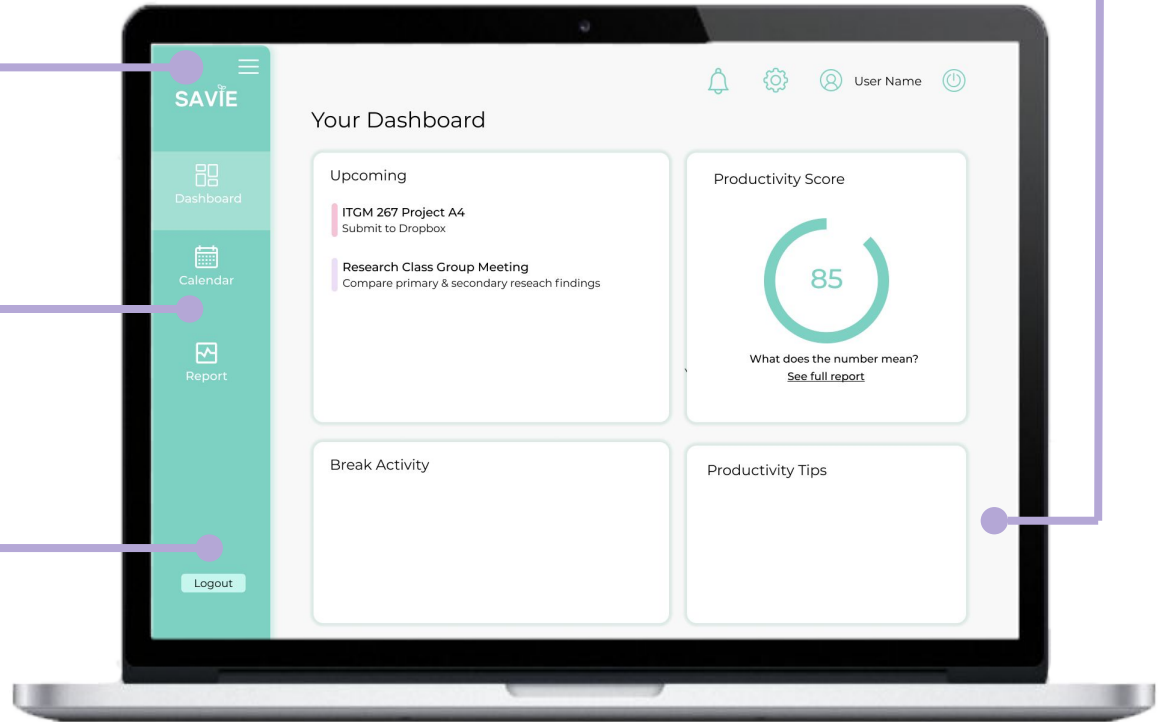 SAVIE
User Name
Your Dashboard
Dashboard
Calendar
Report
Logout
Upcoming
ITGM 267 Project A4
Submit to Dropbox
Research Class Group Meeting
Compare primary & secondary reseach findings
Productivity Score
85
What does the number mean?
See full report
Break Activity
Productivity Tips